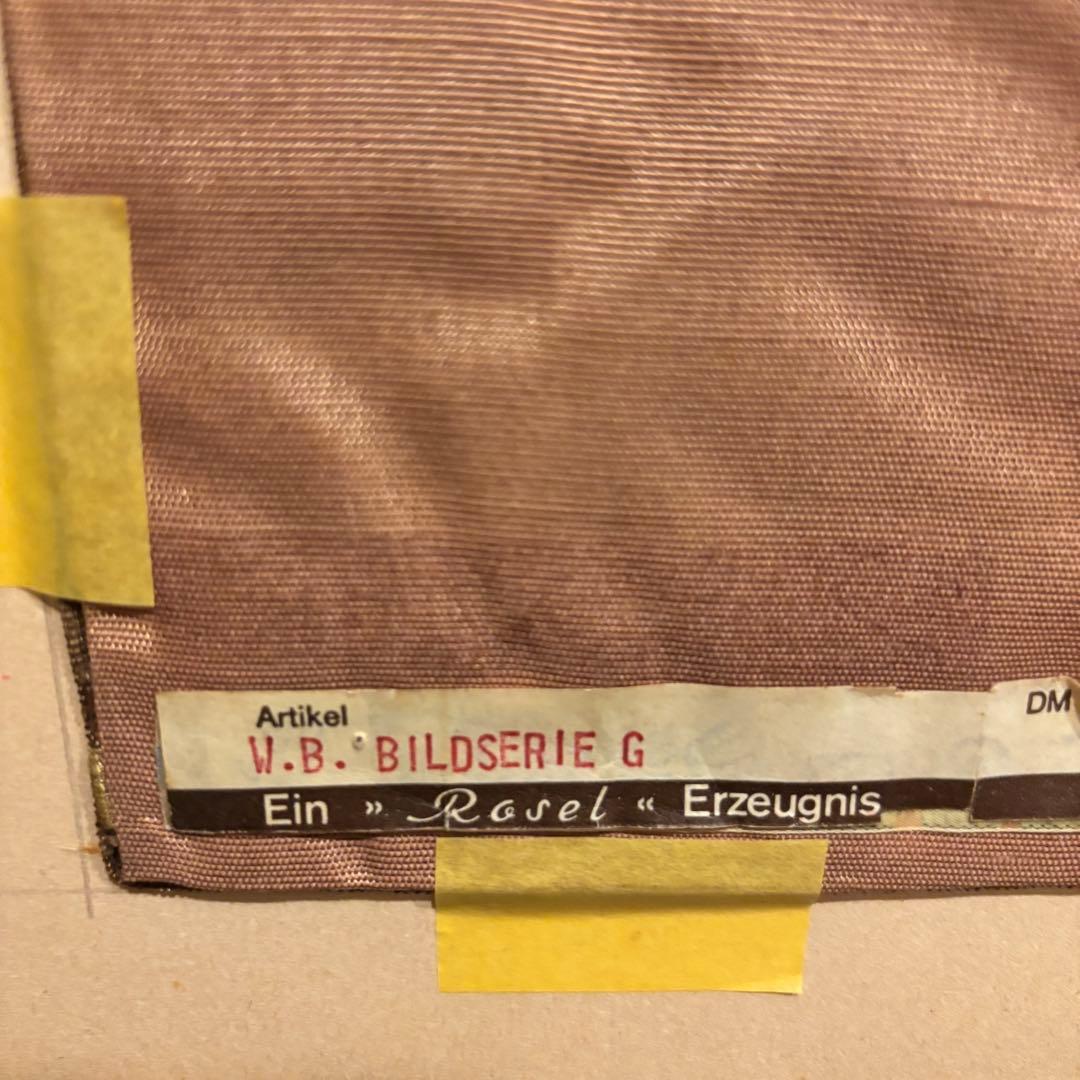 Artikel DM
W.B. BILDSERIE G
Ein » Rosel « Erzeugnis